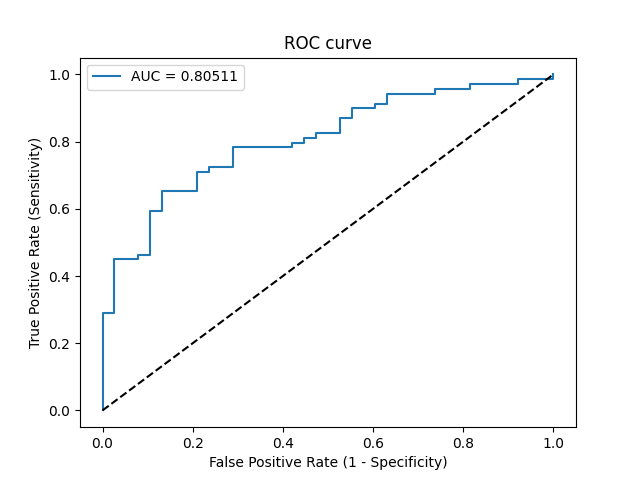 ROC curve
AUC = 0.80511
1.0
0.8
0.6
0.4
0.2
0.0
True Positive Rate (Sensitivity)
0.0 0.2 0.4 0.6 0.8 1.0
False Positive Rate (1 - Specificity)